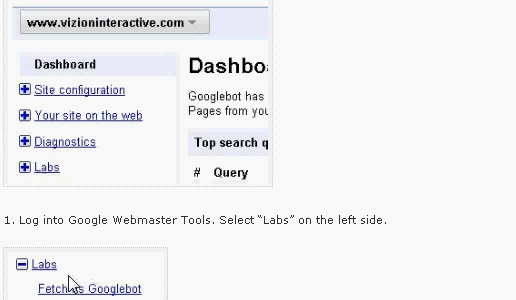 www.vizioninteractive.com
Dashboard
Site configuration
Your site on the web
Diagnostics
Labs
Dashbo
Googlebot has
Pages from you
Top search q
# Query
1. Log into Google Webmaster Tools. Select “Labs” on the left side.
Labs
Fetch as Googlebot